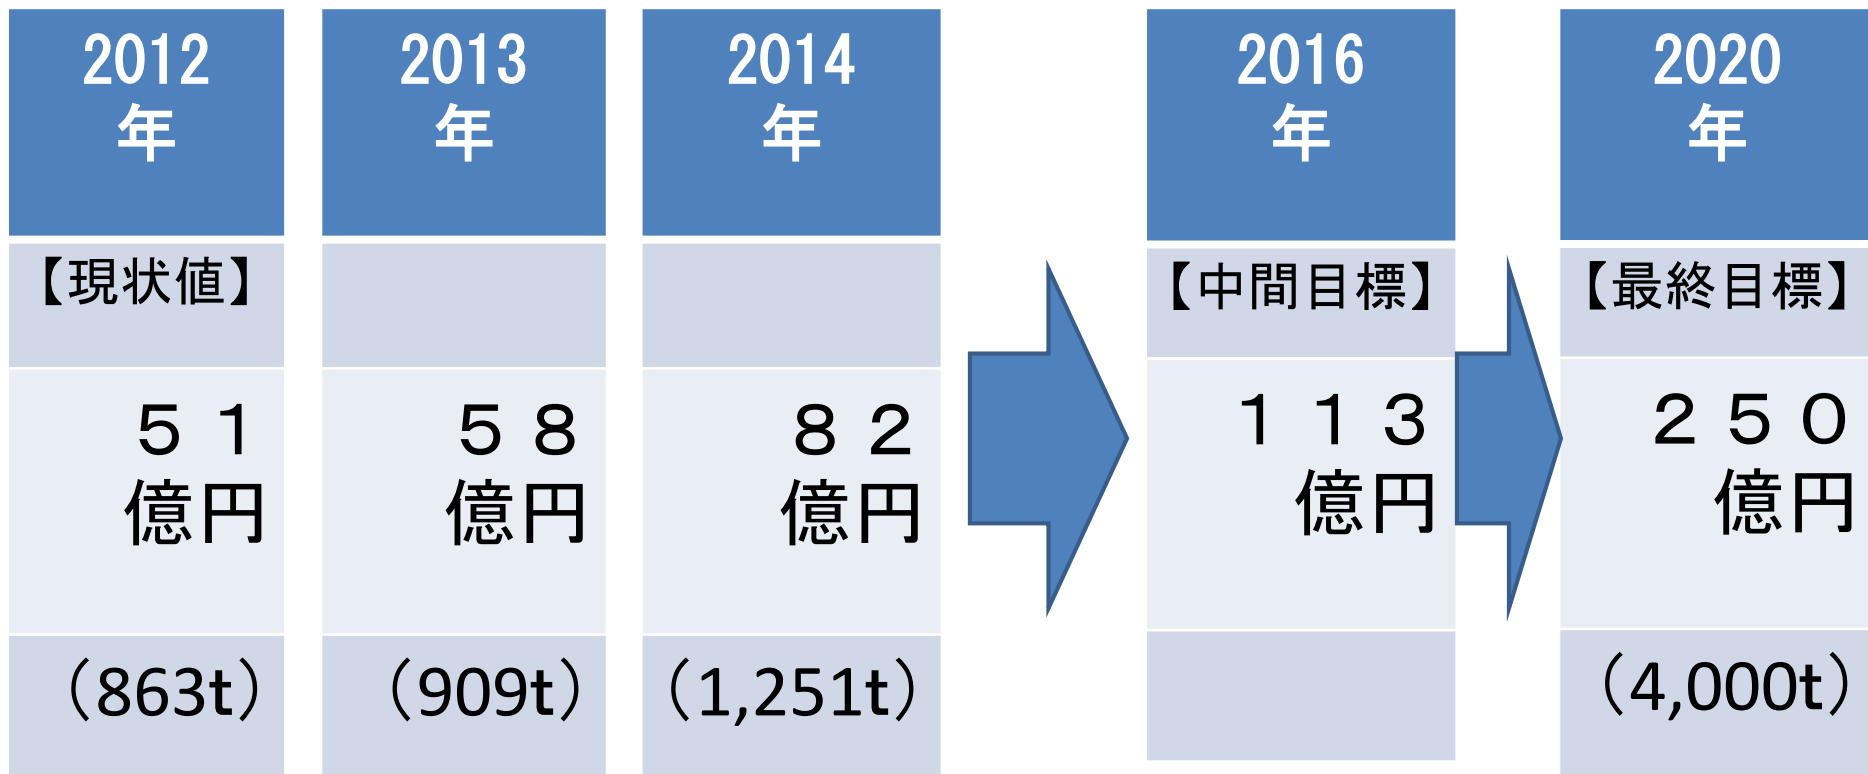 2012
年
2013
年
2014
年
2016
年
2020
年
【現状値】
【中間目標】
【最終目標】
５１
億円
５８
億円
８２
億円
１１３
億円
２５０
億円
（863t）
（909t）
（1,251t）
（4,000t）